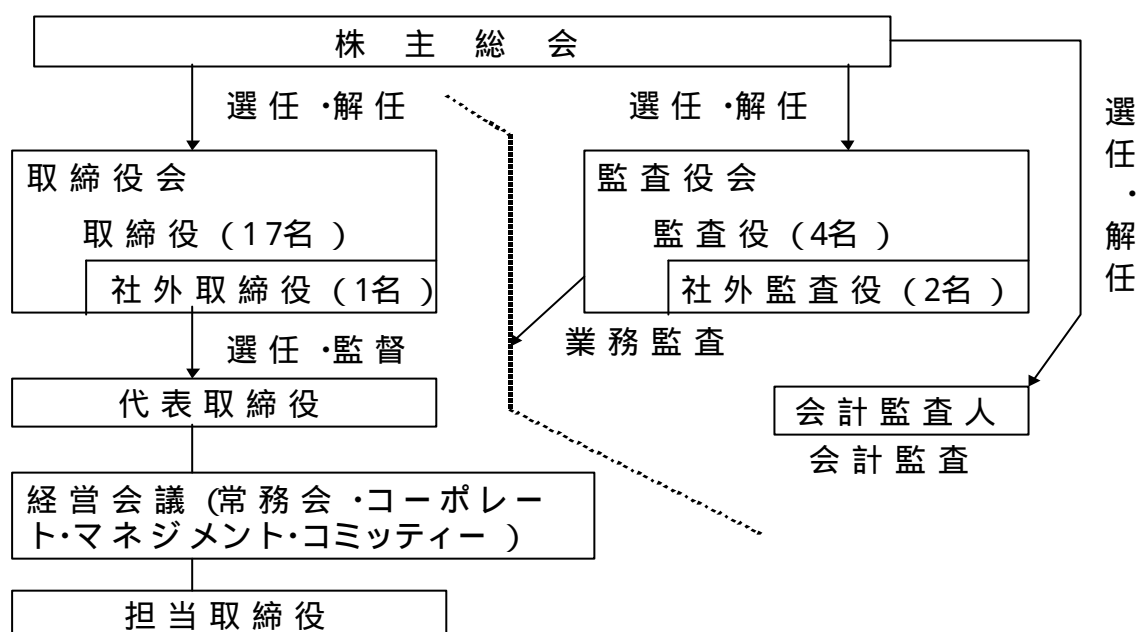 株主総会
選任・解任
選任・解任
選任・解任
取締役会
取締役(17名)
社外取締役(1名)
監査役会
監査役(4名)
社外監査役(2名)
選任・監督
業務監査
代表取締役
会計監査人
会計監査
経営会議(常務会・コーポレー
ト・マネジメント・コミッティー)
担当取締役